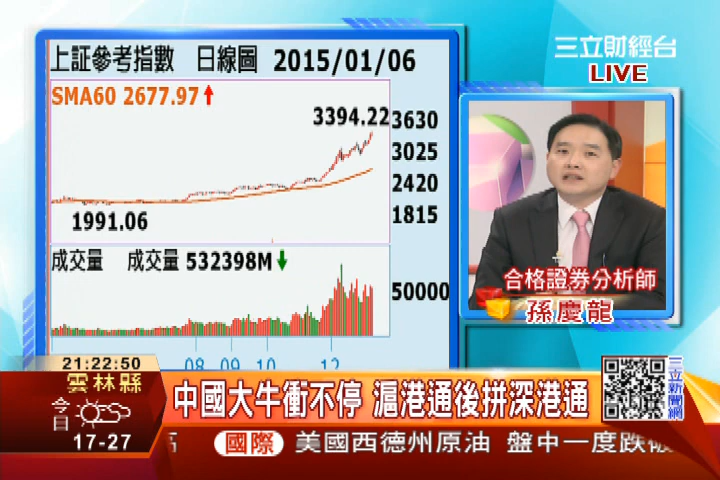 上証參考指數 日線圖 2015/01/06
三立財經台
LIVE
SMA60 2677.97
3394.22
3630
3025
2420
1815
1991.06
成交量 成交量 532398M
50000
08 09 10 12
合格證券分析師
孫慶龍
21:22:50
雲林縣
今日
17-27
中國大牛衝不停 滬港通後拼深港通
三立新聞網
國際 美國西德州原油 盤中一度跌破